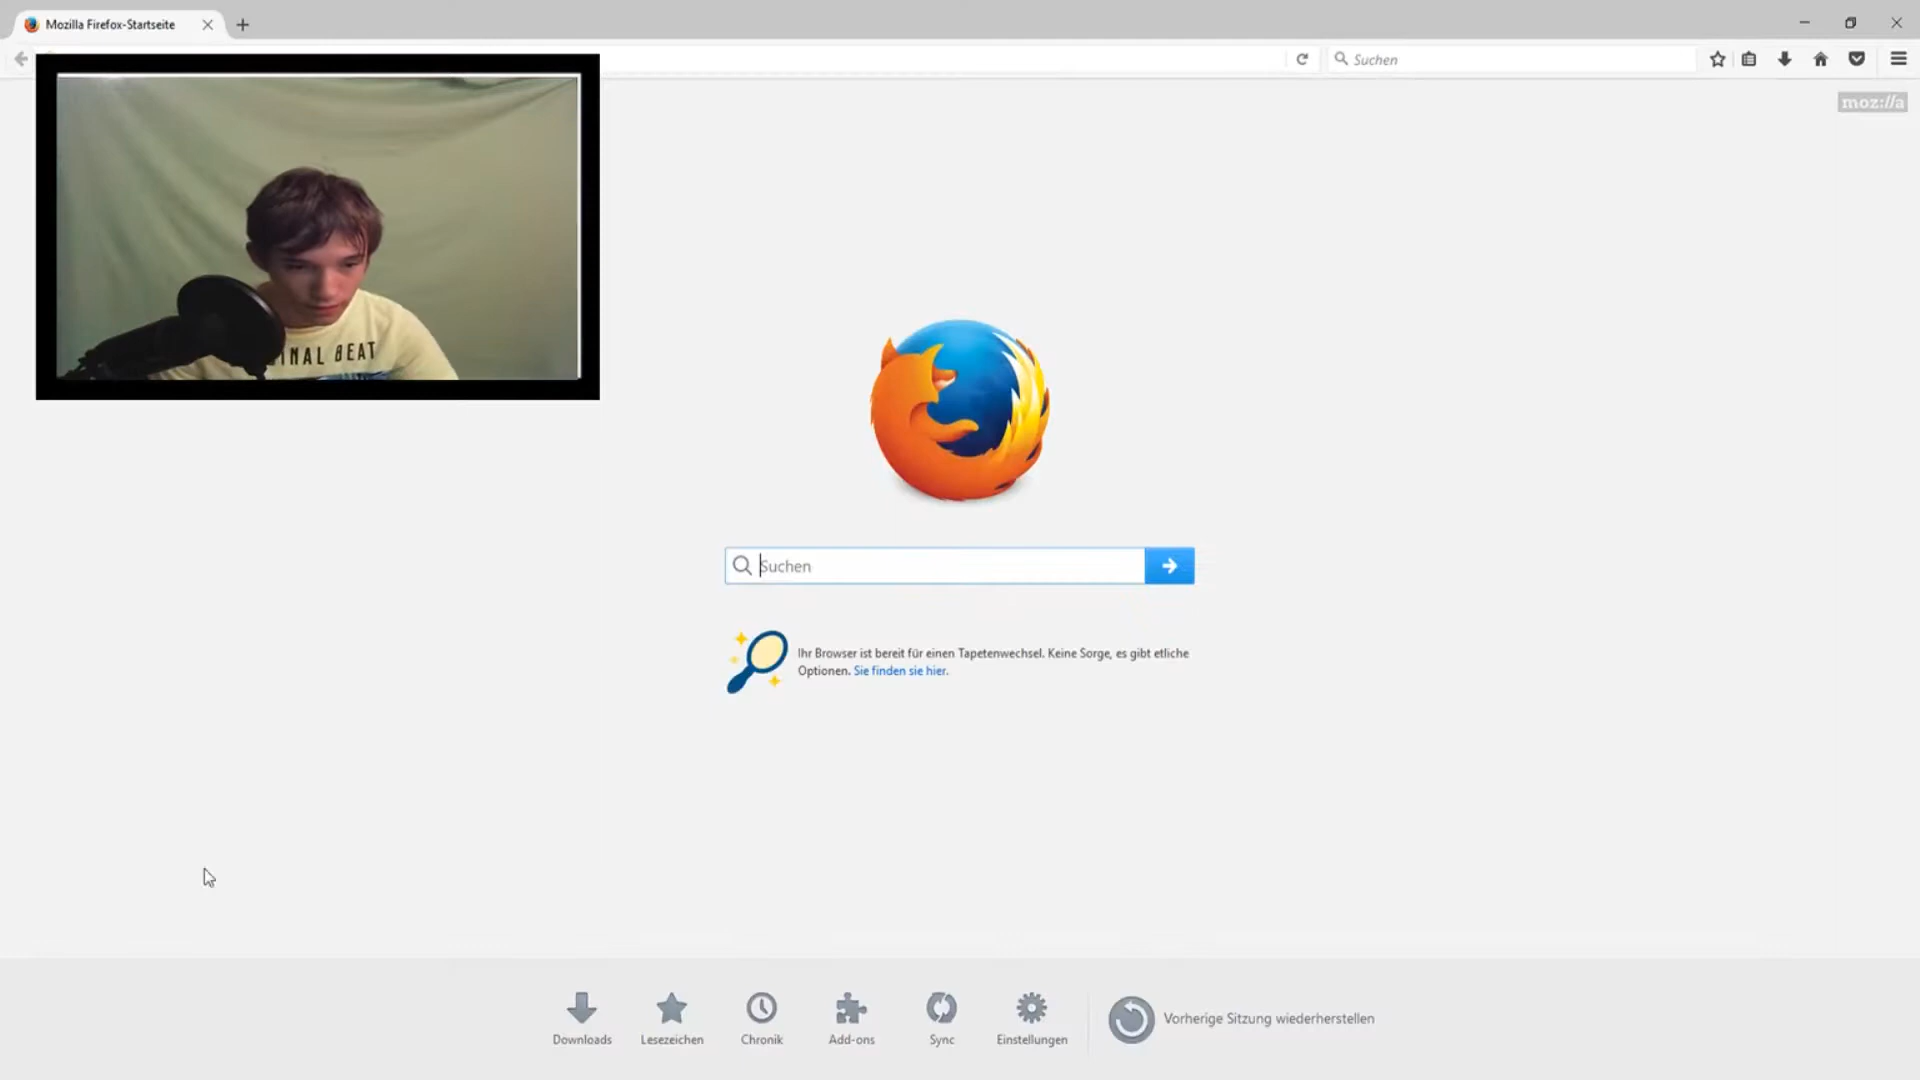 Mozilla Firefox-Startseite
Suchen
moz://a
INAL BEAT
Suchen
Ihr Browser ist bereit für einen Tapetenwechsel. Keine Sorge, es gibt etliche
Optionen. Sie finden sie hier.
Downloads
Lesezeichen
Chronik
Add-ons
Sync
Einstellungen
Vorherige Sitzung wiederherstellen